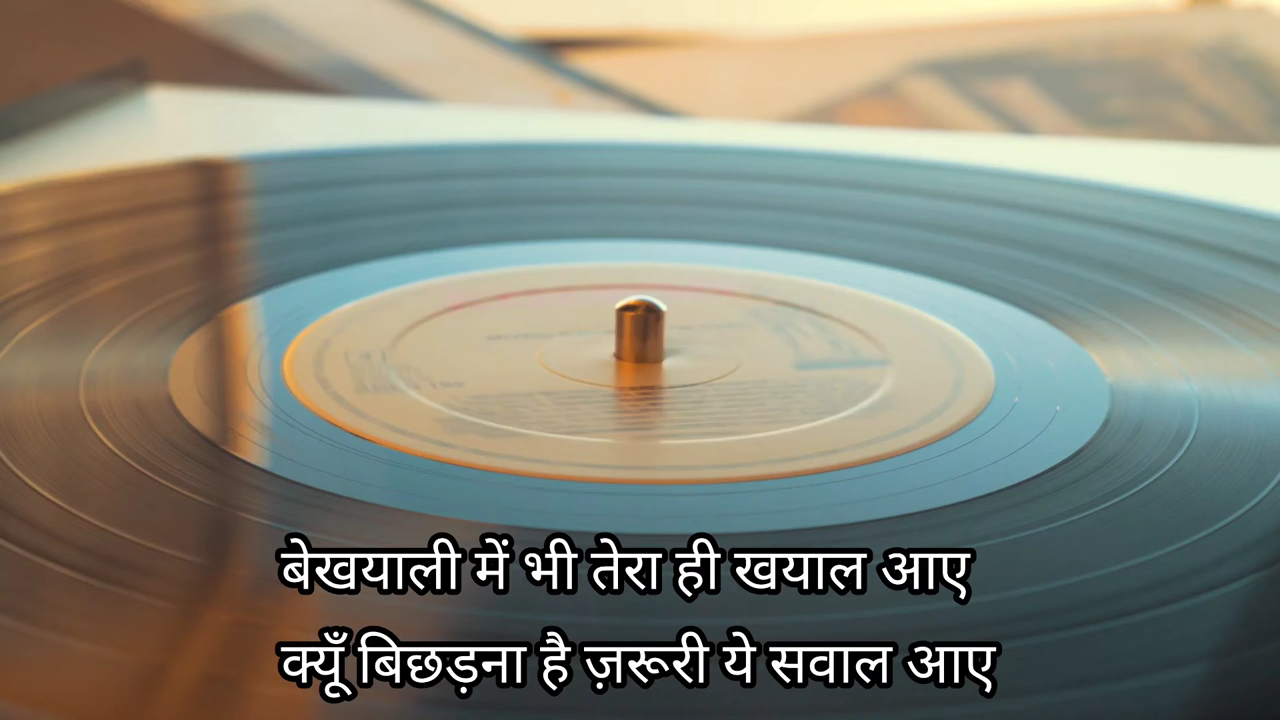 बेखयाली में भी तेरा ही खयाल आए
क्यूँ बिछड़ना है ज़रूरी ये सवाल आए